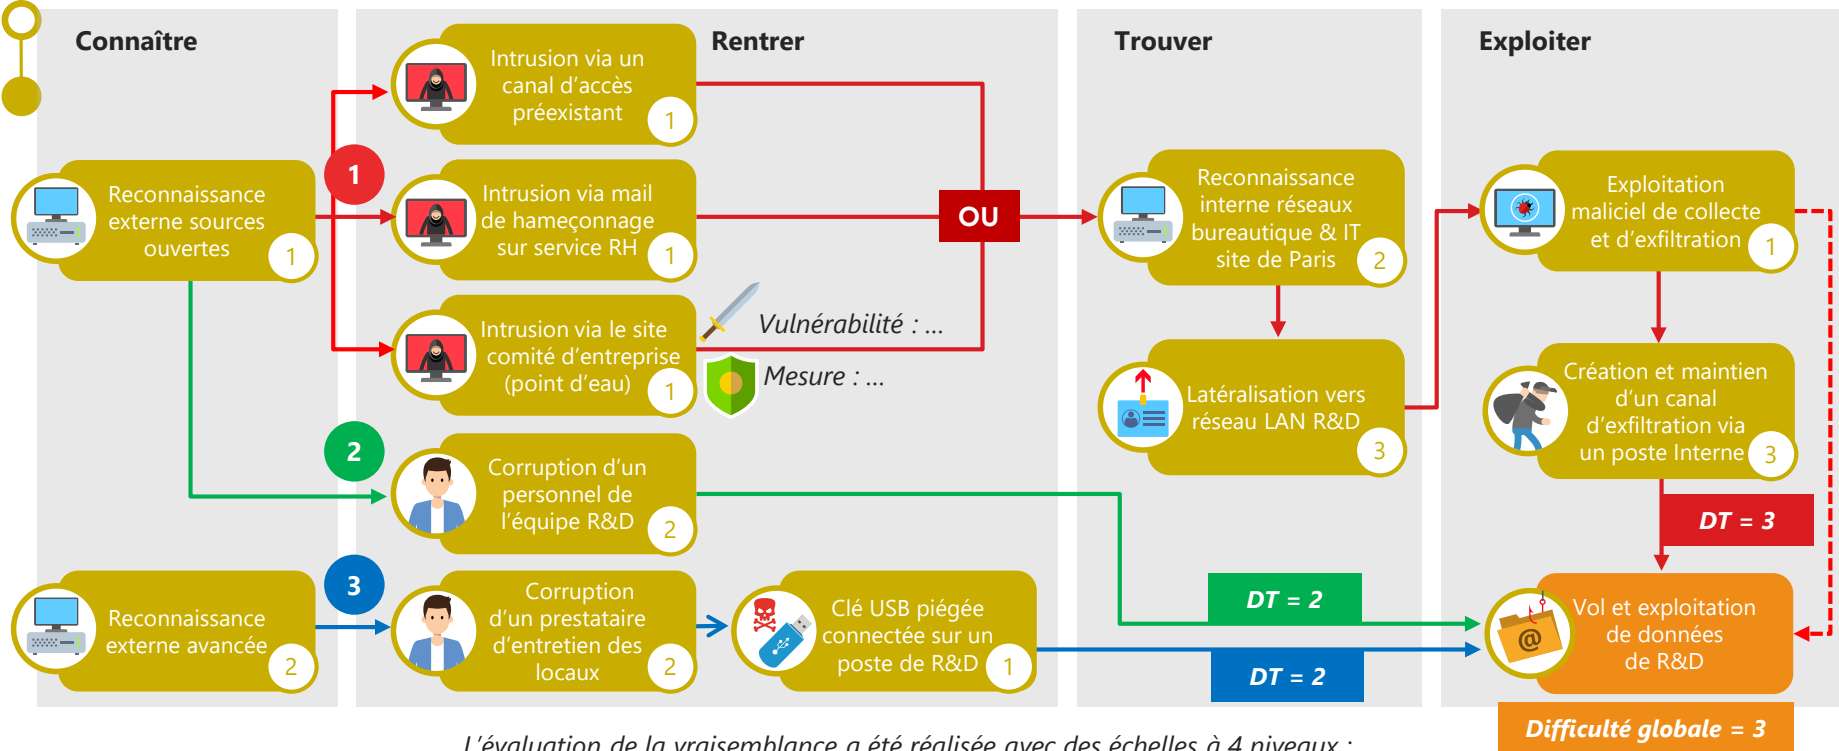 Connaître
Rentrer
Trouver
Exploiter
Intrusion via un
canal d'accès
préexistant
1
1
Reconnaissance
externe sources
ouvertes
1
Intrusion via mail
de hameçonnage
sur service RH
1
OU
Reconnaissance
interne réseaux
bureautique & IT
site de Paris
2
Exploitation
maliciel de collecte
et d'exfiltration
1
Intrusion via le site
comité d'entreprise
(point d'eau)
1
Vulnérabilité : ...
Mesure : ...
Latéralisation vers
réseau LAN R&D
3
Création et maintien
d'un canal
d'exfiltration via
un poste Interne
3
2
Corruption d'un
personnel de
l'équipe R&D
2
DT = 3
3
Reconnaissance
externe avancée
2
Corruption
d'un prestataire
d'entretien des
locaux
2
Clé USB piégée
connectée sur un
poste de R&D
1
DT = 2
DT = 2
@
Vol et exploitation
de données
de R&D
Difficulté globale = 3
L'évaluation de la vraisemblance a été réalisée avec des échelles à 4 niveaux :